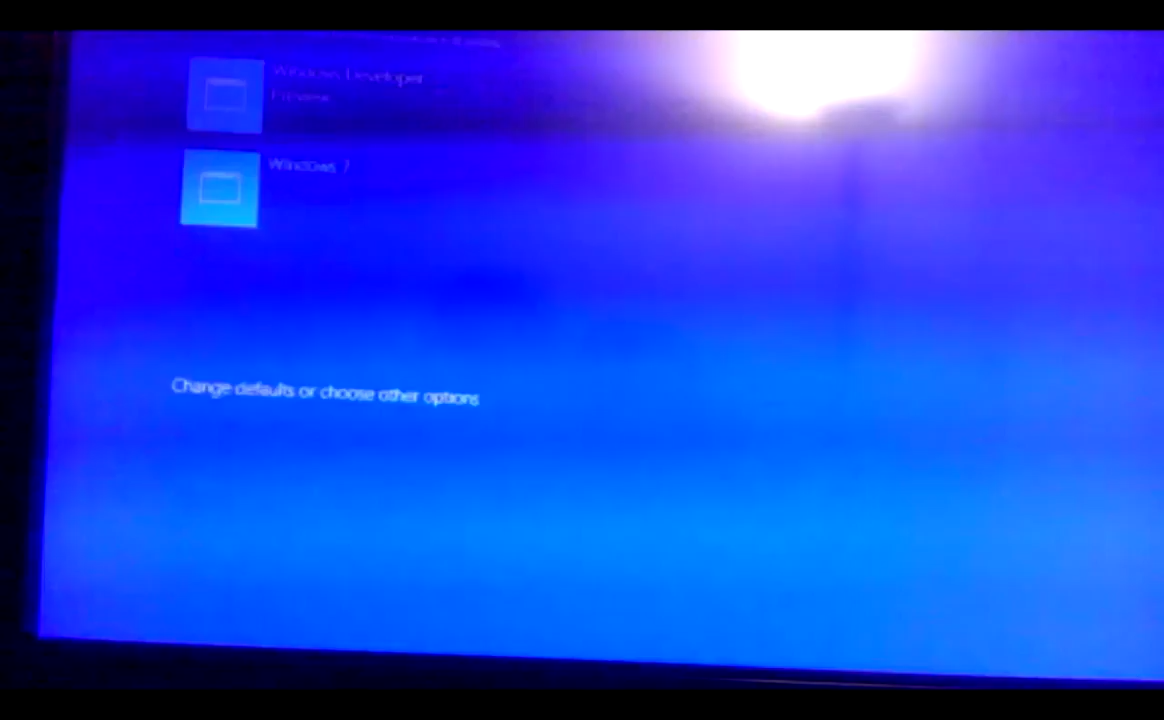 Windows Developer
Preview
Windows 7
Change defaults or choose other options